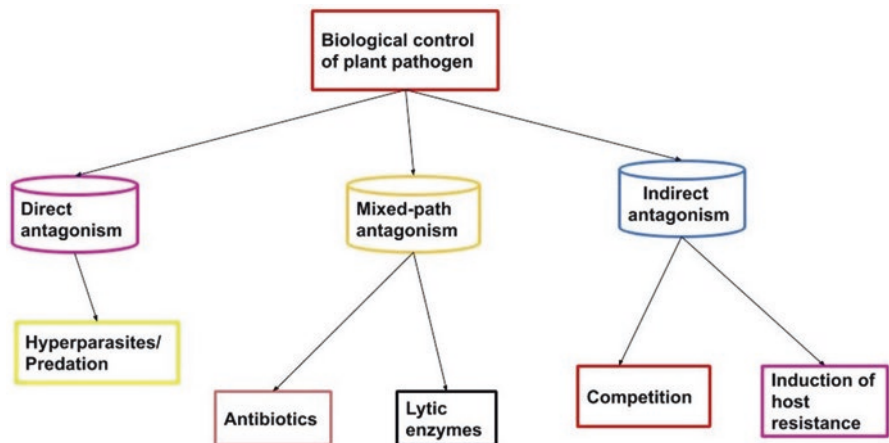 Biological control
of plant pathogen
Direct
antagonism
Mixed-path
antagonism
Indirect
antagonism
Hyperparasites/
Predation
Antibiotics
Lytic
enzymes
Competition
Induction of
host
resistance